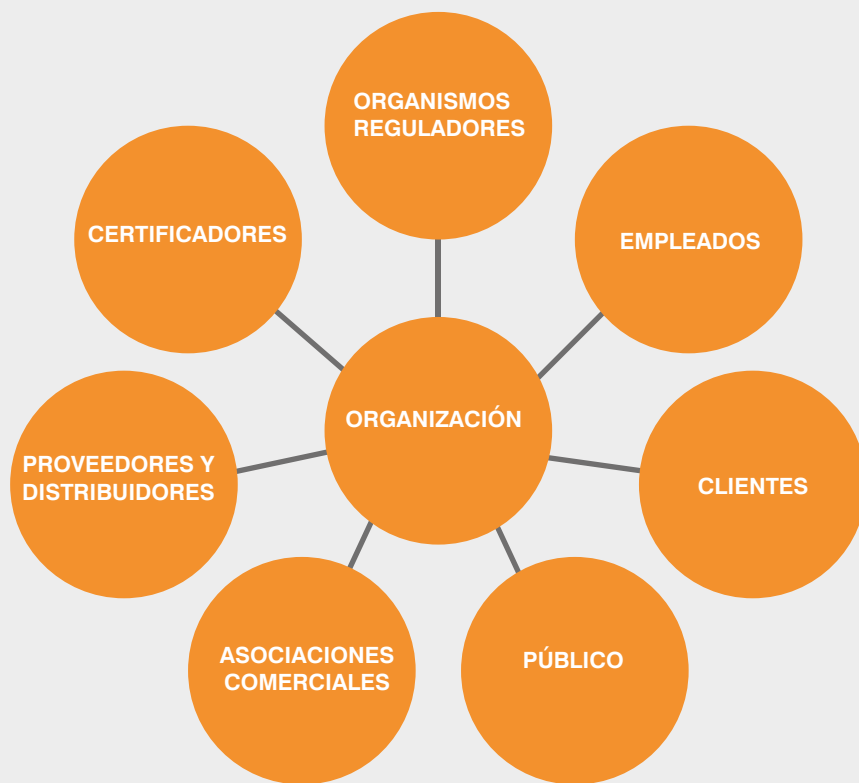 ORGANISMOS
REGULADORES
CERTIFICADORES
EMPLEADOS
ORGANIZACIÓN
PROVEEDORES Y
DISTRIBUIDORES
CLIENTES
ASOCIACIONES
COMERCIALES
PÚBLICO